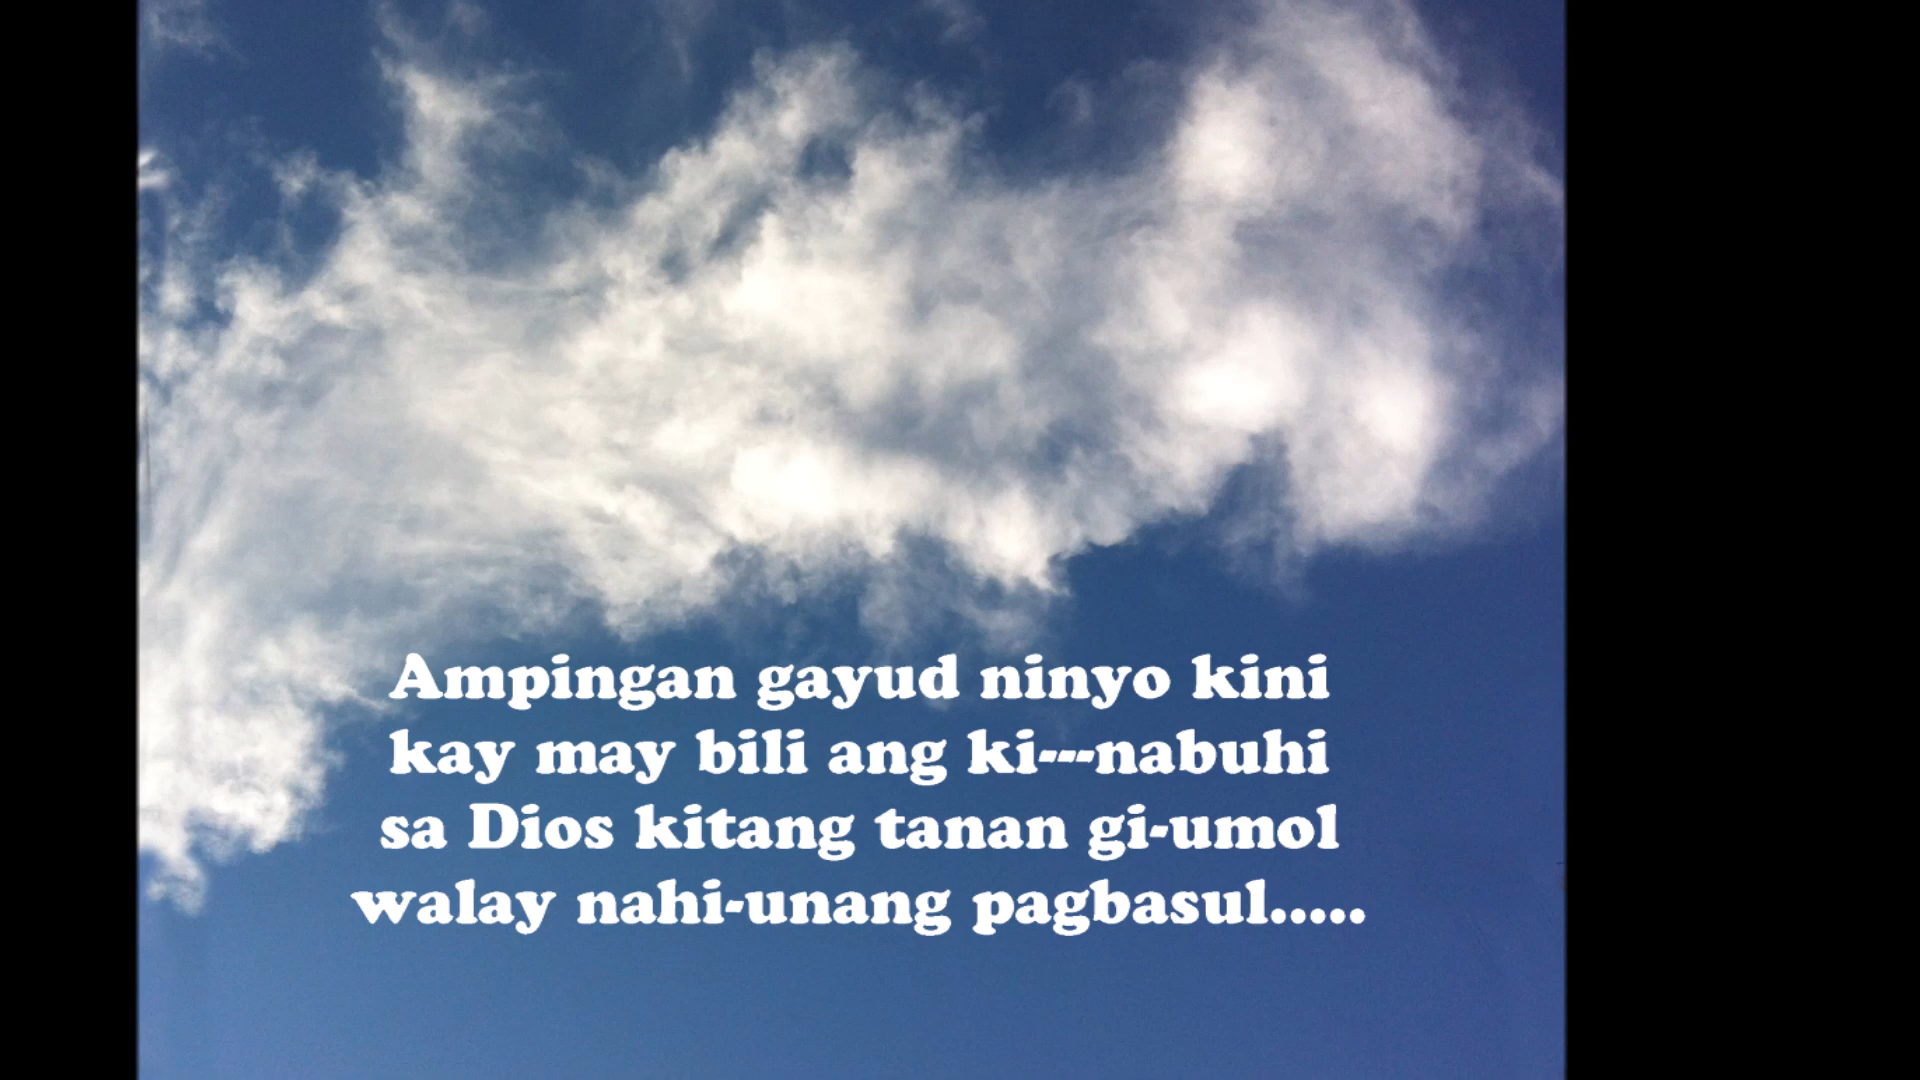 Ampingan gayud ninyo kini
kay may bili ang ki---nabuhi
sa Dios kitang tanan gi-umol
walay nahi-unang pagbasul.....